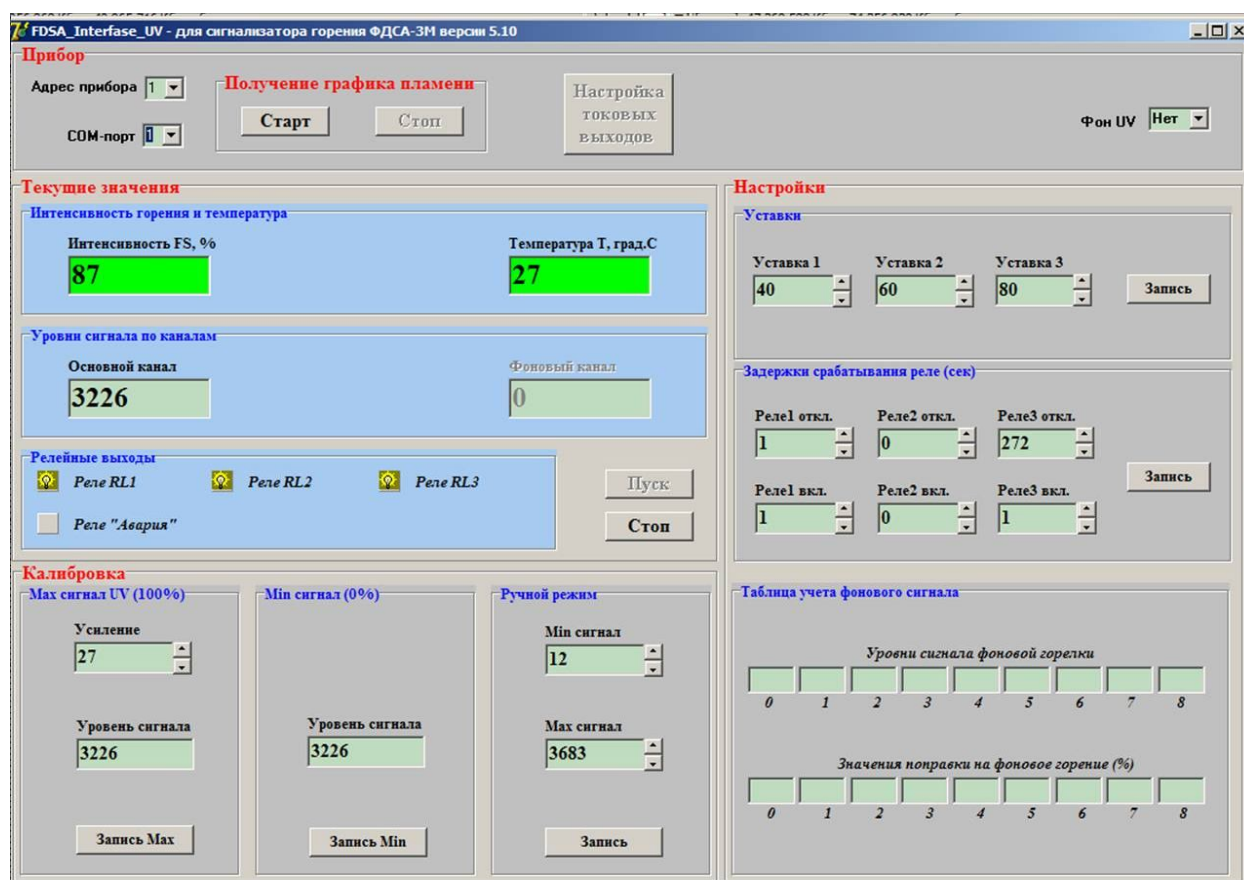 FDSA_Interfase_UV - для сигнализатора горения ФДСА-3М версии 5.10
Прибор
Адрес прибора 1
COM-порт 1
Получение графика пламени
Старт Стоп
Настройка
токовых
выходов
Фон UV Нет
Текущие значения
Интенсивность горения и температура
Интенсивность FS, % Температура T, град.C
87 27
Уровни сигнала по каналам
Основной канал Фоновый канал
3226 0
Релейные выходы
Реле RL1 Реле RL2 Реле RL3
Реле "Авария"
Пуск
Стоп
Настройки
Уставки
Уставка 1 Уставка 2 Уставка 3
40 60 80 Запись
Задержки срабатывания реле (сек)
Реле1 откл. Реле2 откл. Реле3 откл.
1 0 272
Запись
Реле1 вкл. Реле2 вкл. Реле3 вкл.
1 0 1
Калибровка
Max сигнал UV (100%)
Усиление
27
Уровень сигнала
3226
Запись Max
Min сигнал (0%)
Уровень сигнала
3226
Запись Min
Ручной режим
Min сигнал
12
Max сигнал
3683
Запись
Таблица учета фонового сигнала
Уровни сигнала фоновой горелки
0 1 2 3 4 5 6 7 8
Значения поправки на фоновое горение (%)
0 1 2 3 4 5 6 7 8